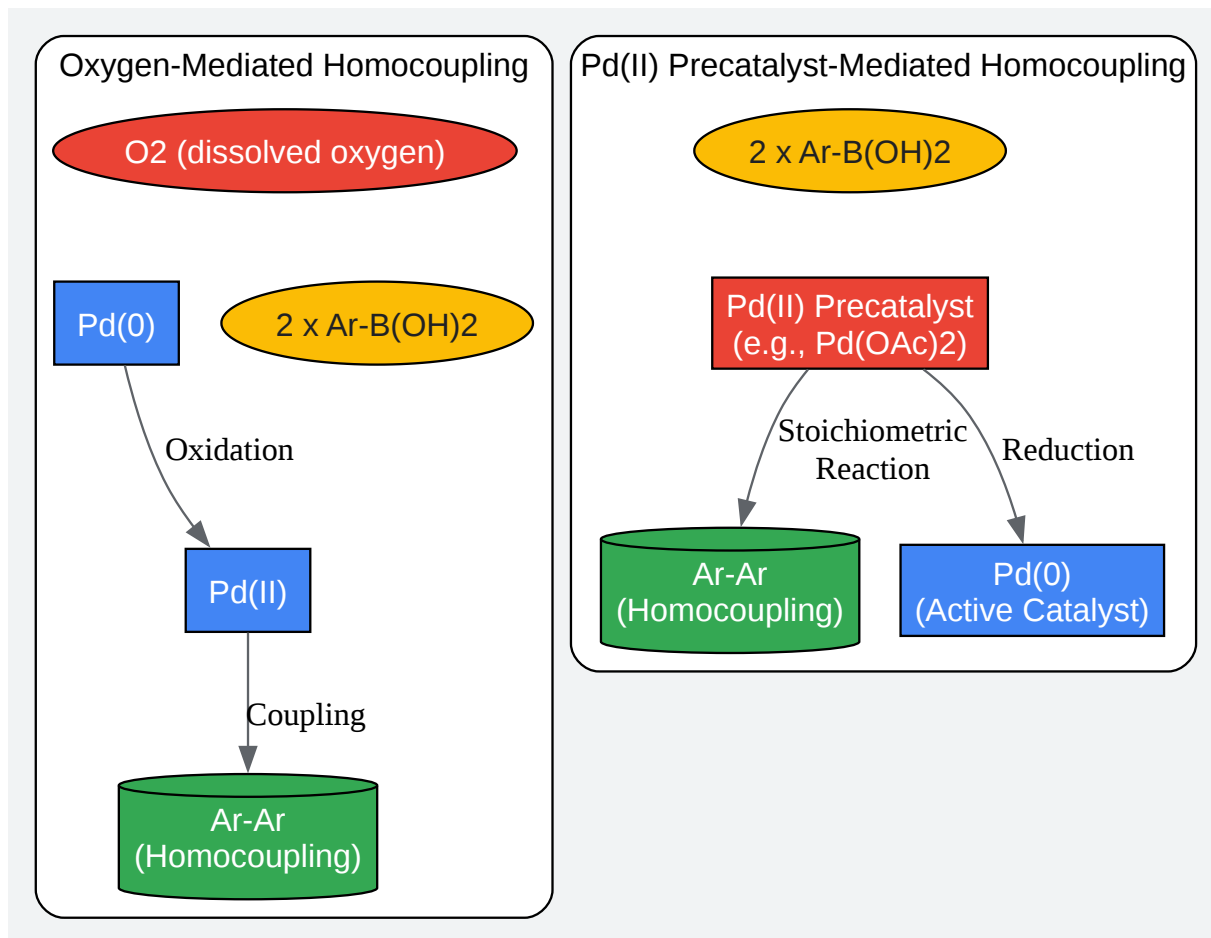 Oxygen-Mediated Homocoupling
O2 (dissolved oxygen)
Pd(0)
2 x Ar-B(OH)2
Oxidation
Pd(II)
Coupling
Ar-Ar
(Homocoupling)
Pd(II) Precatalyst-Mediated Homocoupling
2 x Ar-B(OH)2
Pd(II) Precatalyst
(e.g., Pd(OAc)2)
Stoichiometric
Reaction
Reduction
Ar-Ar
(Homocoupling)
Pd(0)
(Active Catalyst)